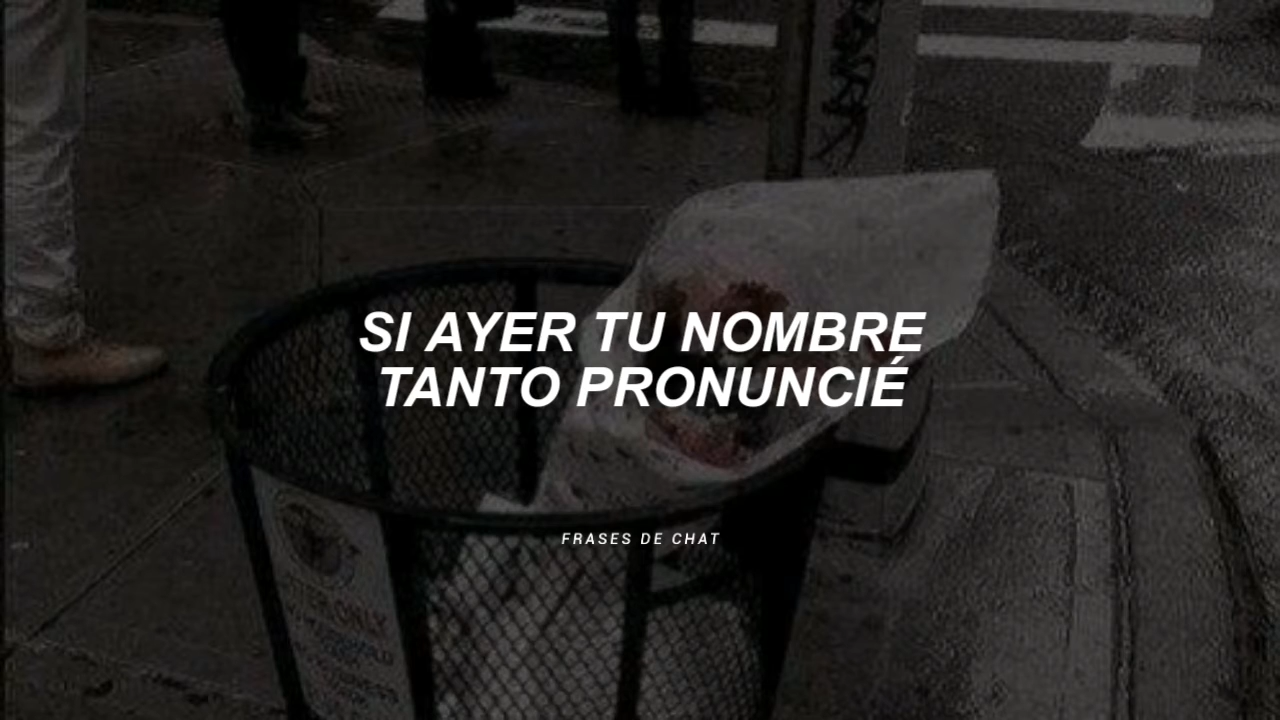 SI AYER TU NOMBRE
TANTO PRONUNCIÉ
FRASES DE CHAT